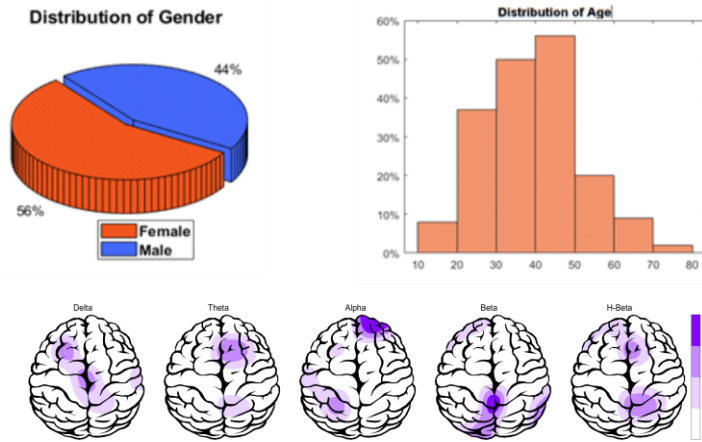 Distribution of Gender
44%
56%
Female
Male
Distribution of Age
60%
50%
40%
30%
20%
10%
0%
10 20 30 40 50 60 70 80
Delta Theta Alpha Beta H-Beta